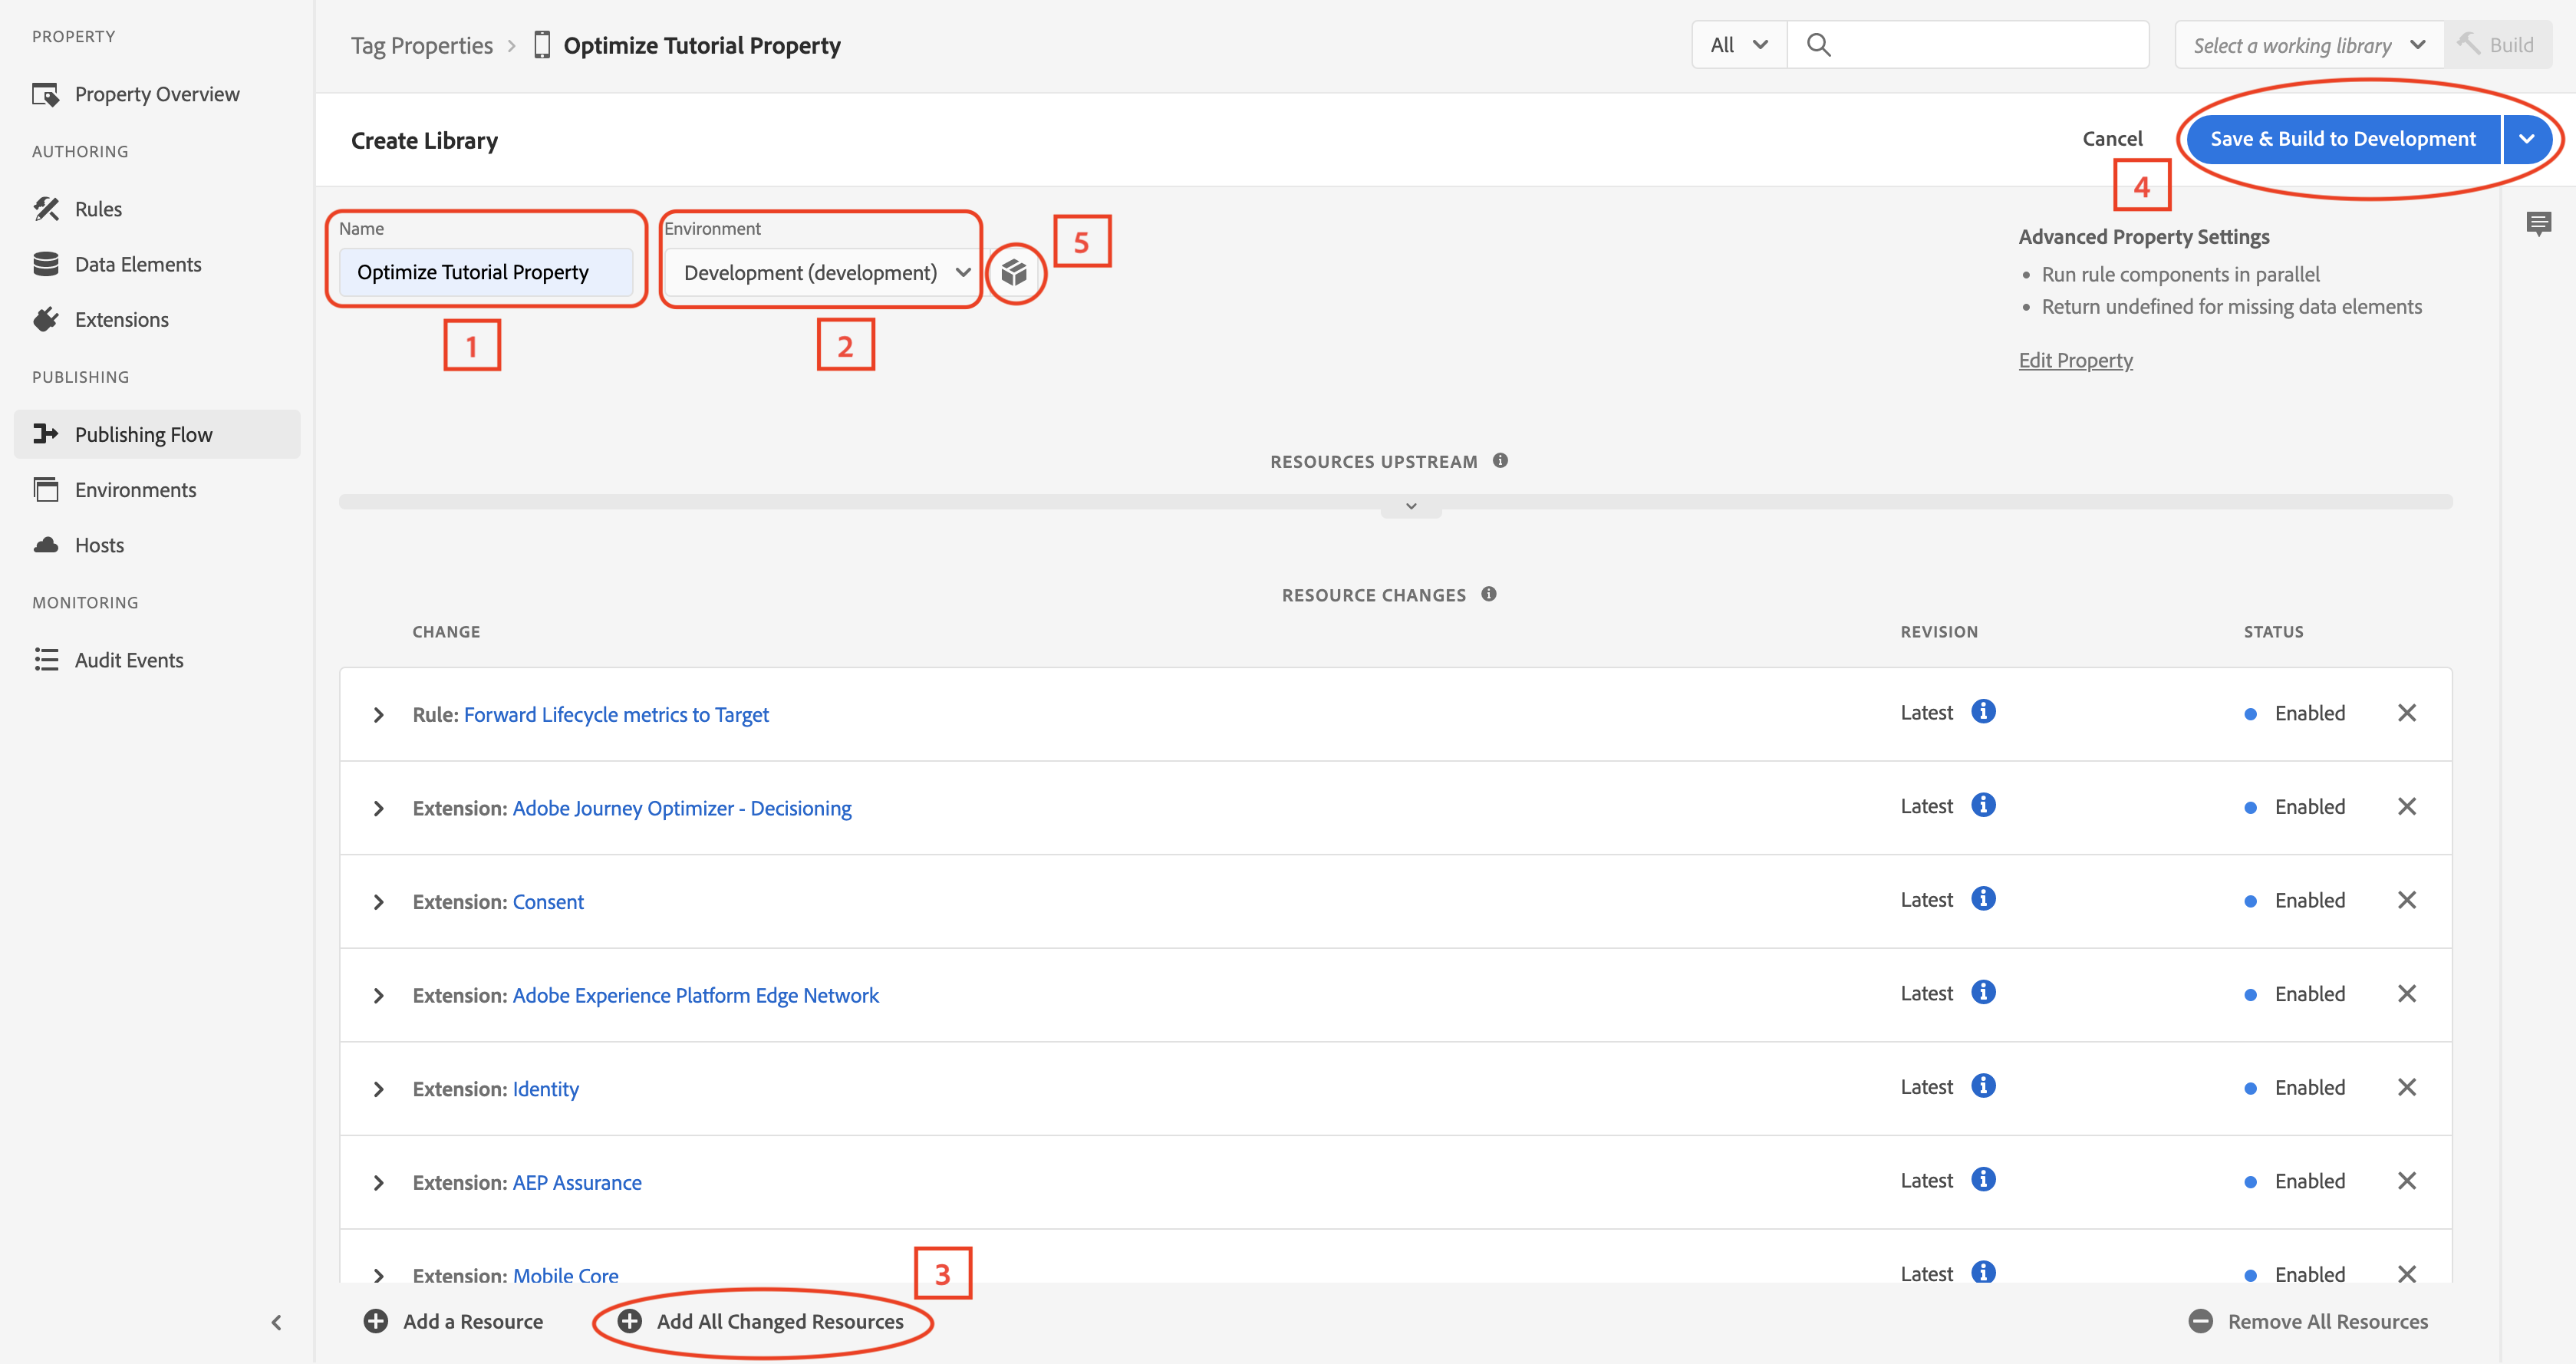 PROPERTY
Property Overview
AUTHORING
Rules
Data Elements
Extensions
PUBLISHING
Publishing Flow
Environments
Hosts
MONITORING
Audit Events
Tag Properties > Optimize Tutorial Property
All
Select a working library
Build
Create Library
Cancel
Save & Build to Development
4
Name
Optimize Tutorial Property
1
Environment
Development (development)
2
5
Advanced Property Settings
• Run rule components in parallel
• Return undefined for missing data elements
Edit Property
RESOURCES UPSTREAM
RESOURCE CHANGES
CHANGE REVISION STATUS
Rule: Forward Lifecycle metrics to Target Latest Enabled
Extension: Adobe Journey Optimizer - Decisioning Latest Enabled
Extension: Consent Latest Enabled
Extension: Adobe Experience Platform Edge Network Latest Enabled
Extension: Identity Latest Enabled
Extension: AEP Assurance Latest Enabled
Extension: Mobile Core Latest Enabled
3
Add a Resource
Add All Changed Resources
Remove All Resources